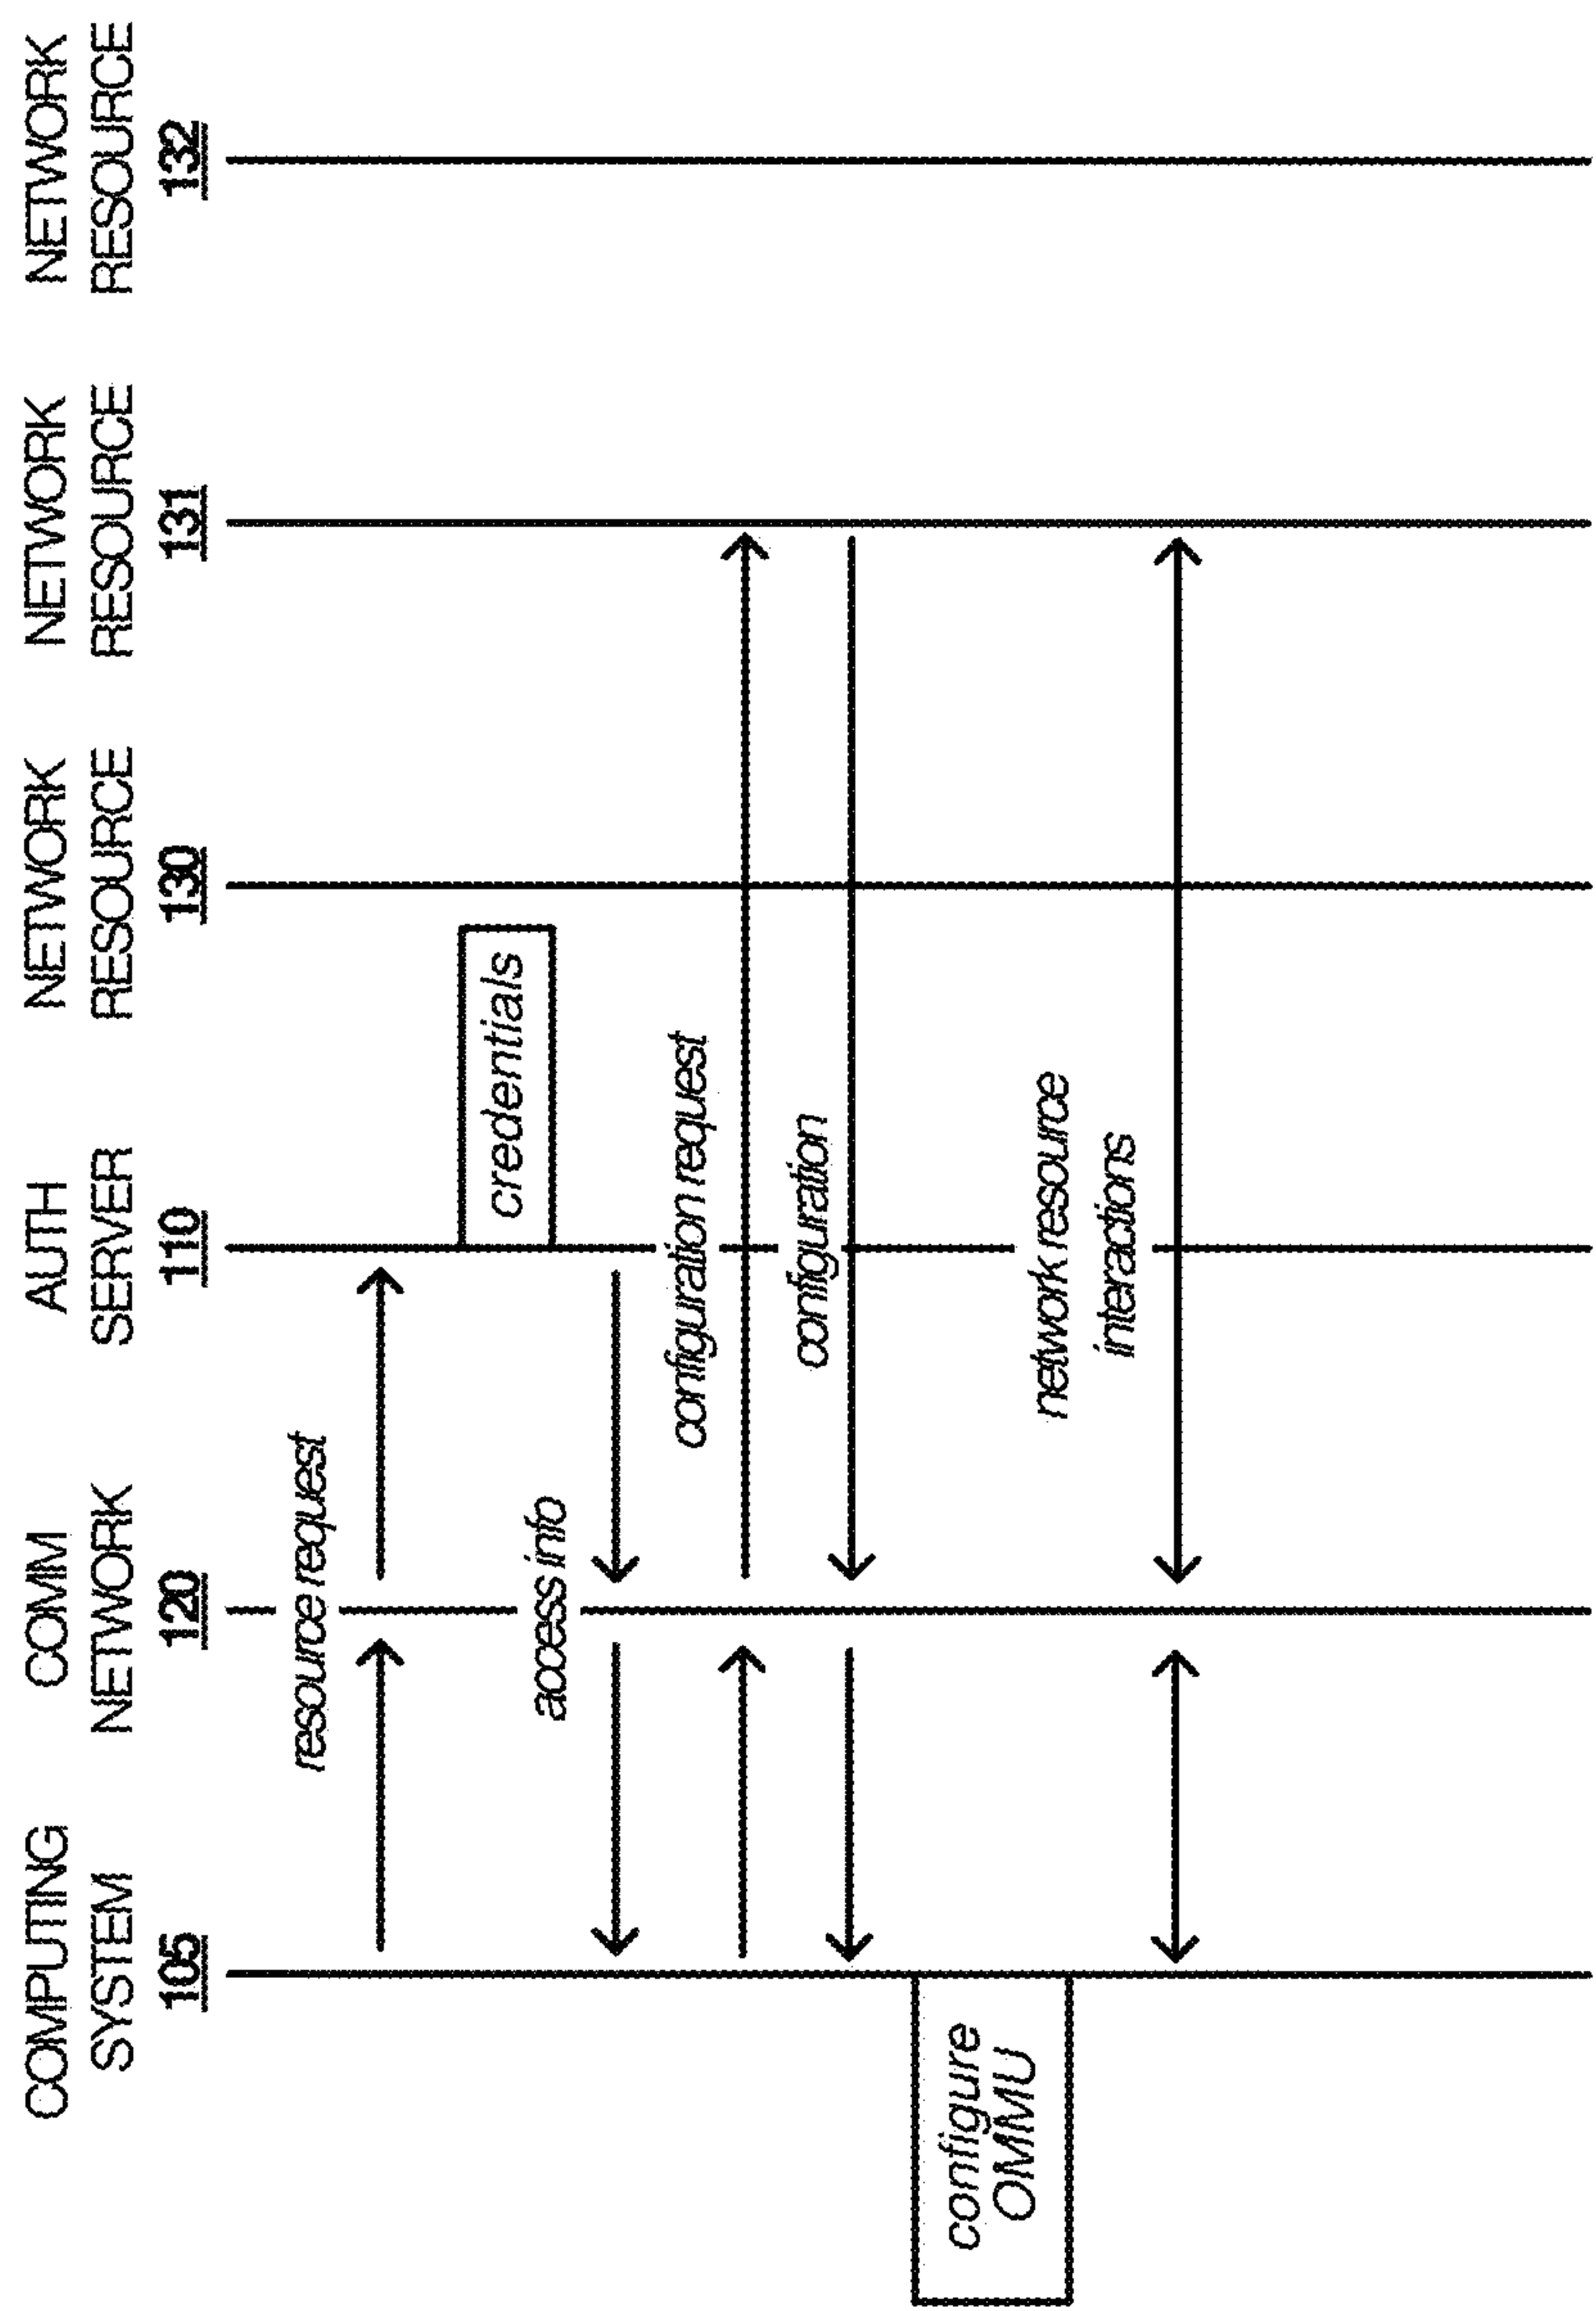 COMPUTING
SYSTEM
105
COMM
NETWORK
120
AUTH
SERVER
110
NETWORK
RESOURCE
130
NETWORK
RESOURCE
131
NETWORK
RESOURCE
132
resource request
credentials
access info
configuration request
configuration
configure
OMMU
network resource
interactions